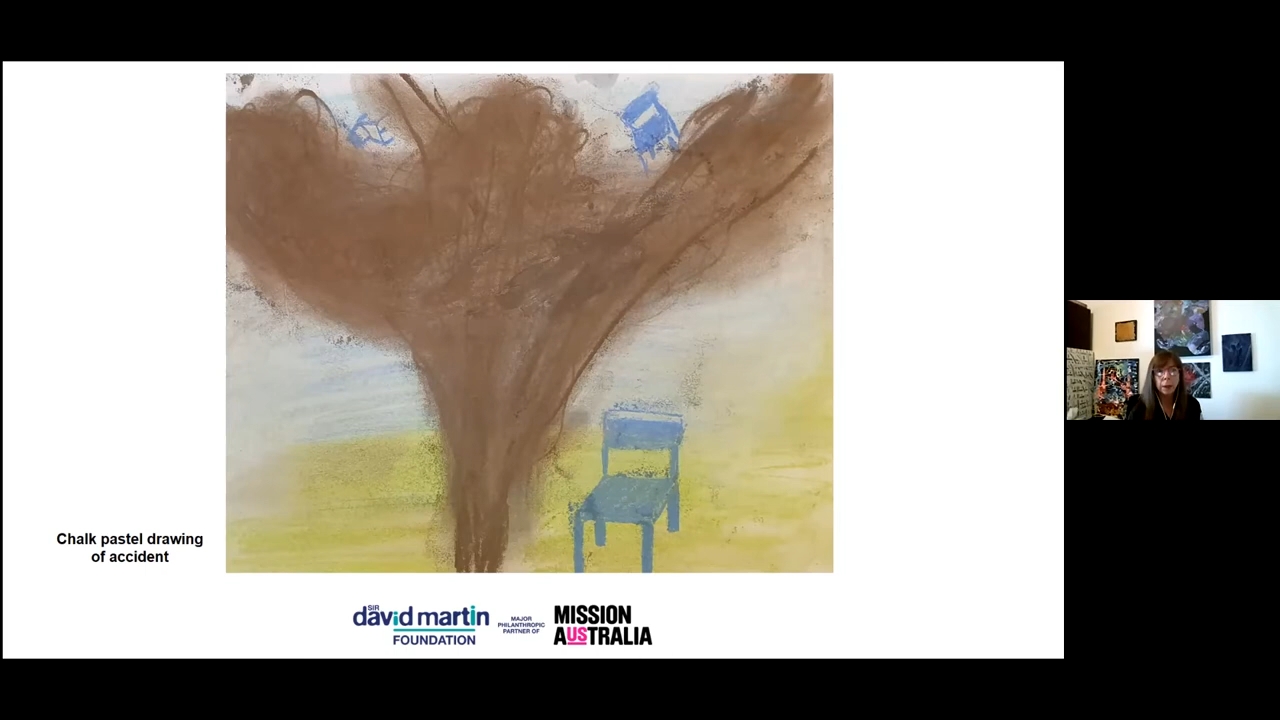 Chalk pastel drawing
of accident
SIR
david martin
FOUNDATION
MAJOR
PHILANTHROPIC
PARTNER OF
MISSION
AUSTRALIA